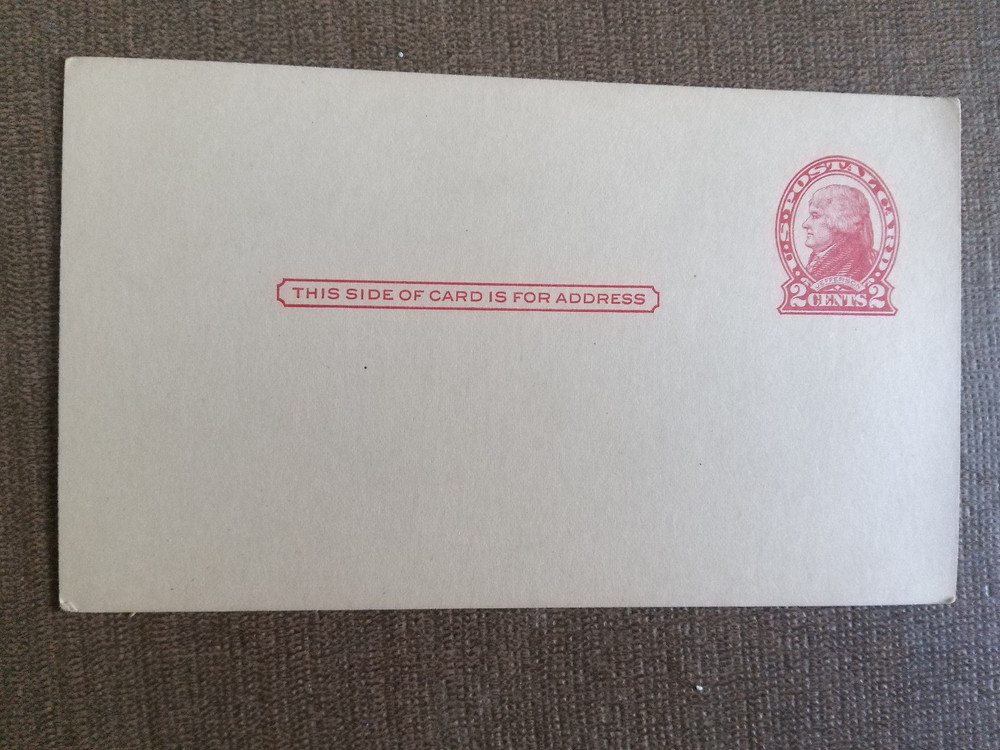 U.S. POSTAL CARD
THIS SIDE OF CARD IS FOR ADDRESS
JEFFERSON
2 CENTS 2